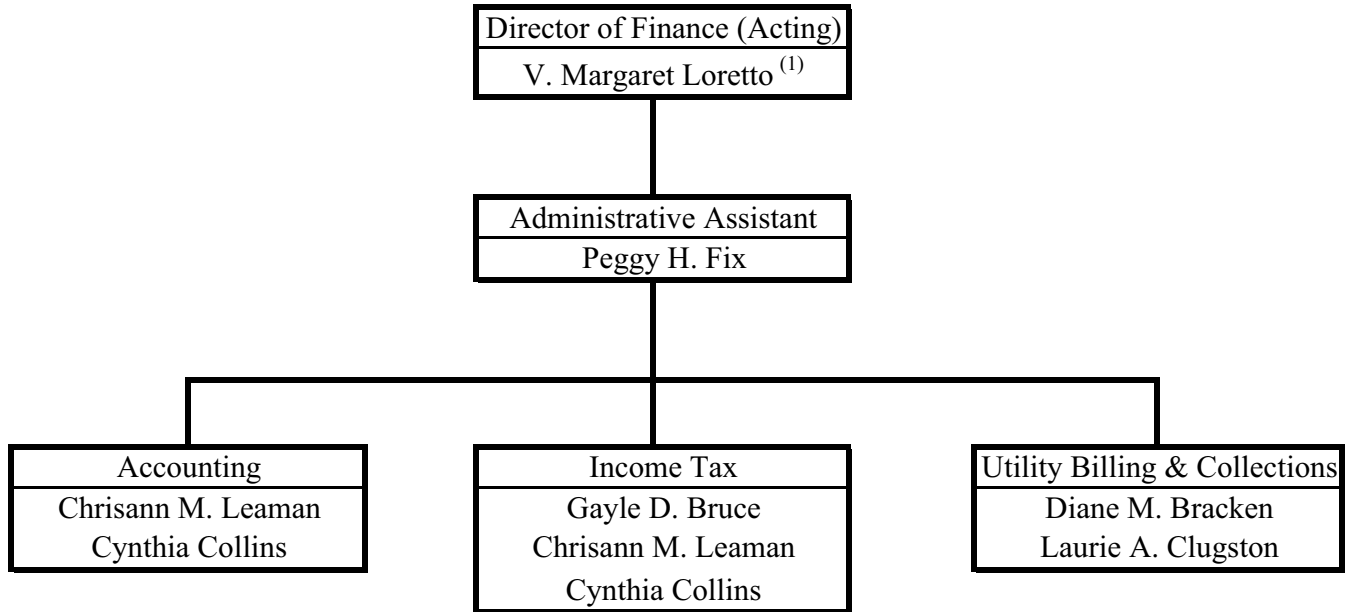 Director of Finance (Acting)
V. Margaret Loretto (1)
Administrative Assistant
Peggy H. Fix
Accounting
Chrisann M. Leaman
Cynthia Collins
Income Tax
Gayle D. Bruce
Chrisann M. Leaman
Cynthia Collins
Utility Billing & Collections
Diane M. Bracken
Laurie A. Clugston